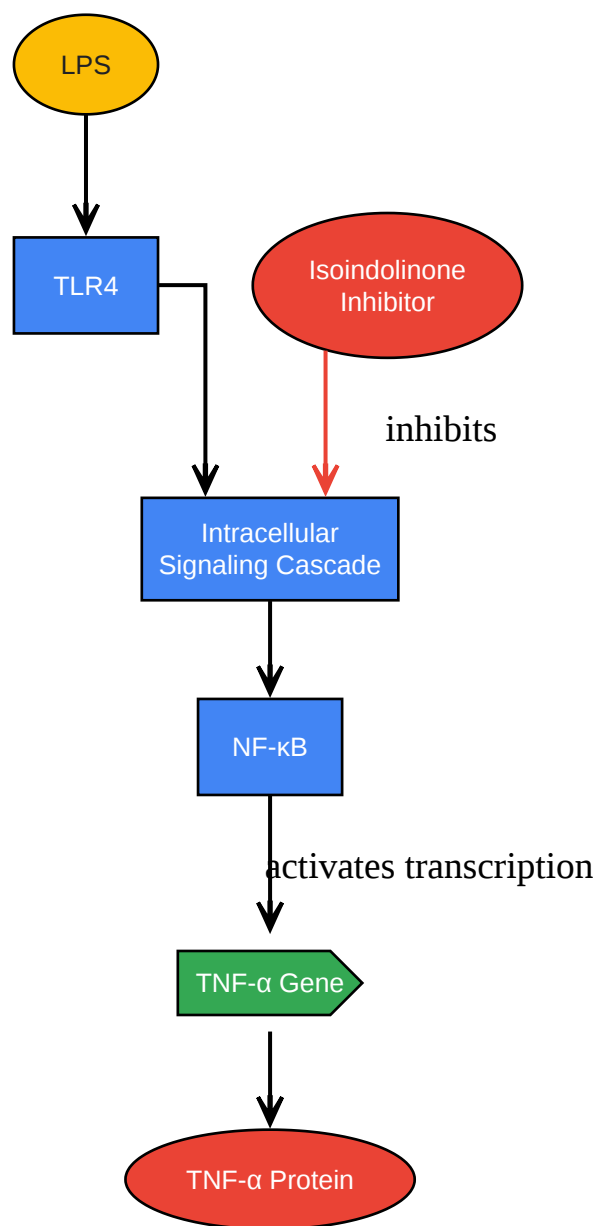 LPS
TLR4
Isoindolinone
Inhibitor
inhibits
Intracellular
Signaling Cascade
NF-κB
activates transcription
TNF-α Gene
TNF-α Protein